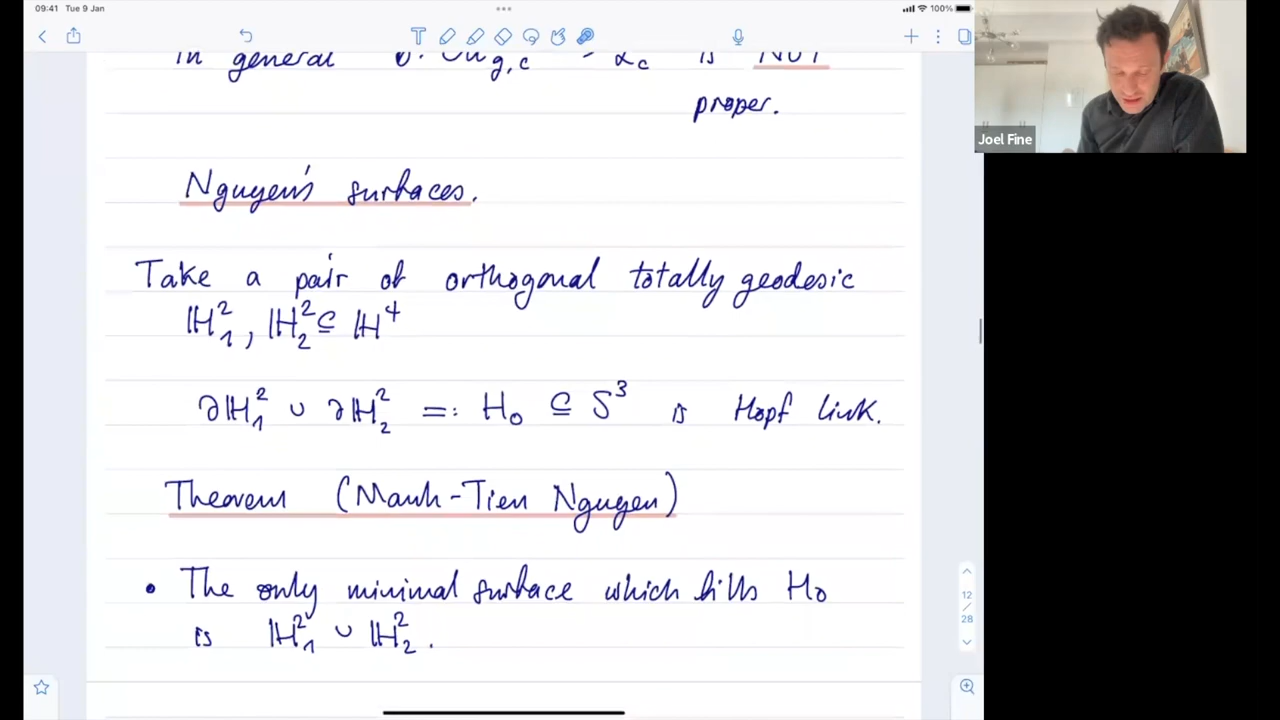 09:41 Tue 9 Jan
100%
In general is NOT
proper.
Nguyen's surfaces.
Take a pair of orthogonal totally geodesic
ℍ²₁, ℍ²₂ ⊆ ℍ⁴
∂ℍ²₁ ∪ ∂ℍ²₂ =: H₀ ⊆ S³ is Hopf link.
Theorem (Manh-Tien Nguyen)
• The only minimal surface which fills H₀
is ℍ²₁ ∪ ℍ²₂.
12
/
28
Joel Fine